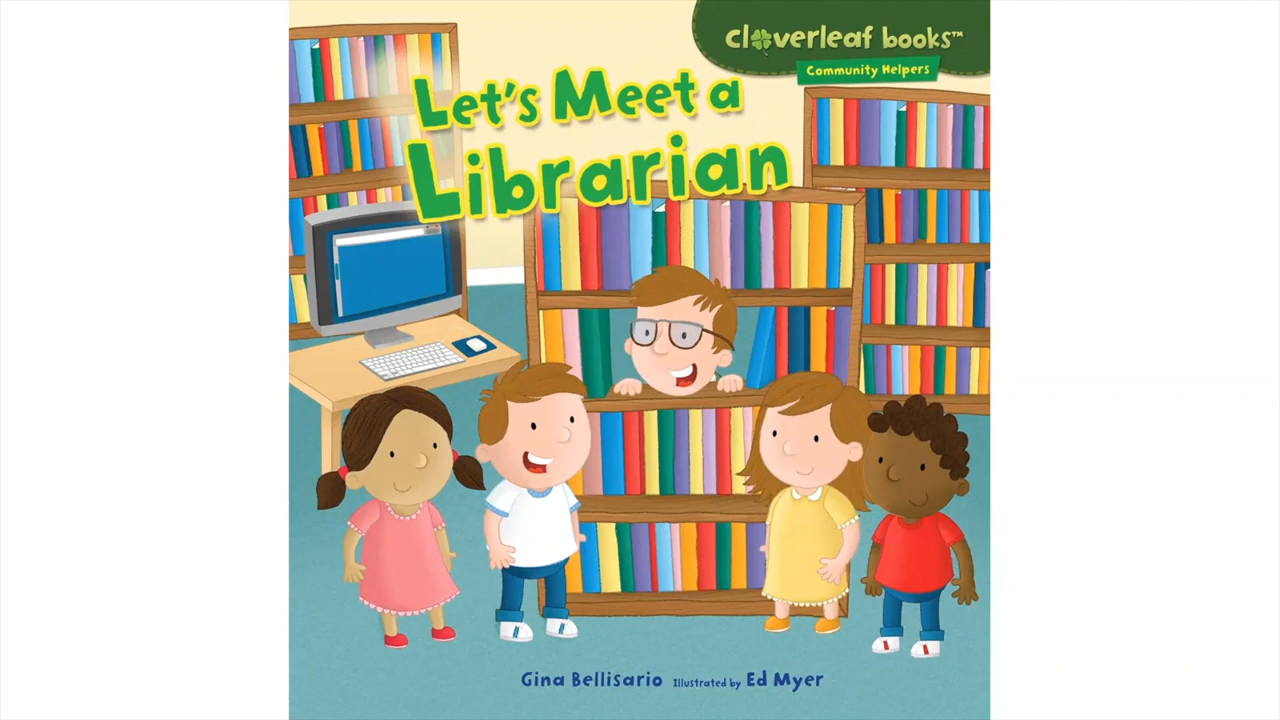 cloverleaf books™
Community Helpers
Let's Meet a
Librarian
Gina Bellisario Illustrated by Ed Myer